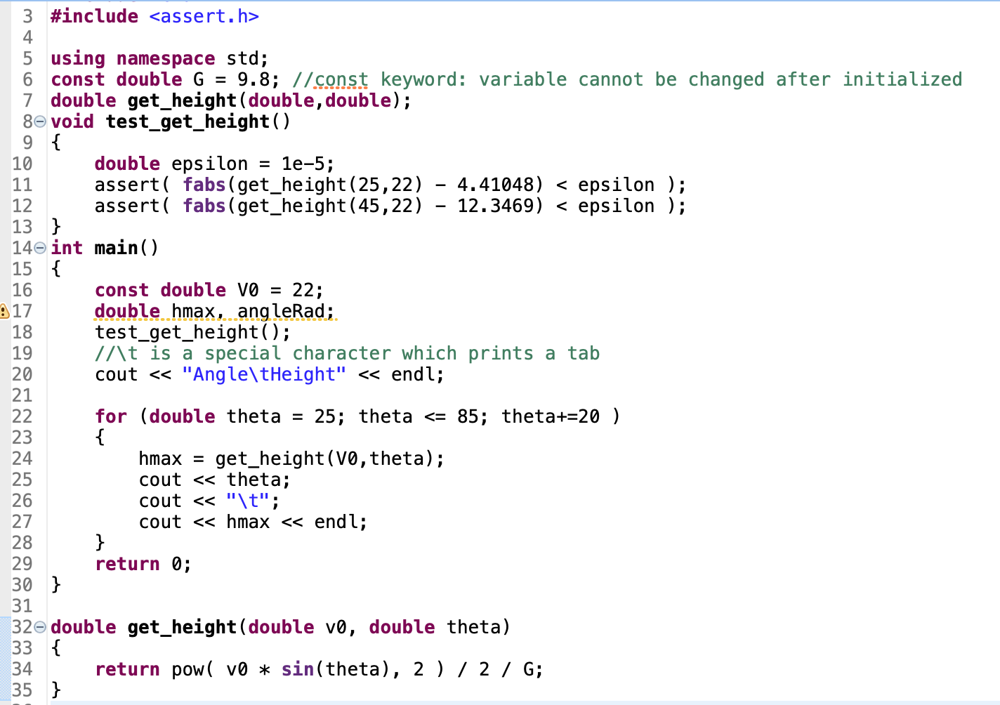 3 #include <assert.h>
4
5 using namespace std;
6 const double G = 9.8; //const keyword: variable cannot be changed after initialized
7 double get_height(double,double);
8 void test_get_height()
9 {
10     double epsilon = 1e-5;
11     assert( fabs(get_height(25,22) - 4.41048) < epsilon );
12     assert( fabs(get_height(45,22) - 12.3469) < epsilon );
13 }
14 int main()
15 {
16     const double V0 = 22;
17     double hmax, angleRad;
18     test_get_height();
19     //\t is a special character which prints a tab
20     cout << "Angle\tHeight" << endl;
21
22     for (double theta = 25; theta <= 85; theta+=20 )
23     {
24         hmax = get_height(V0,theta);
25         cout << theta;
26         cout << "\t";
27         cout << hmax << endl;
28     }
29     return 0;
30 }
31
32 double get_height(double v0, double theta)
33 {
34     return pow( v0 * sin(theta), 2 ) / 2 / G;
35 }